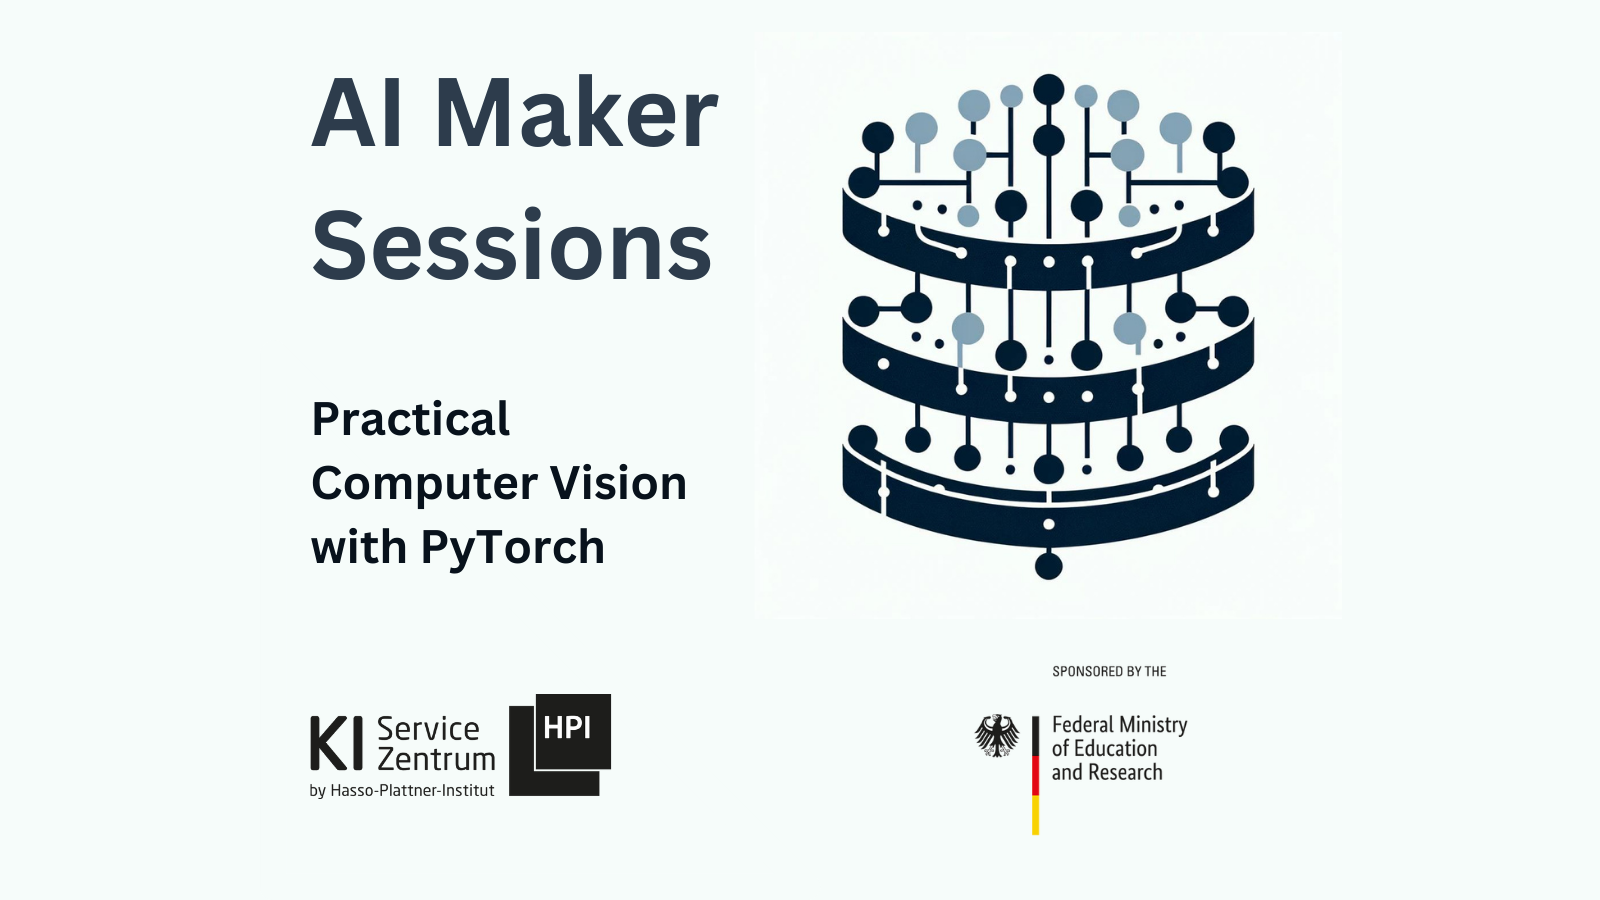 AI Maker
Sessions
Practical
Computer Vision
with PyTorch
KI Service
Zentrum
by Hasso-Plattner-Institut
HPI
SPONSORED BY THE
Federal Ministry
of Education
and Research